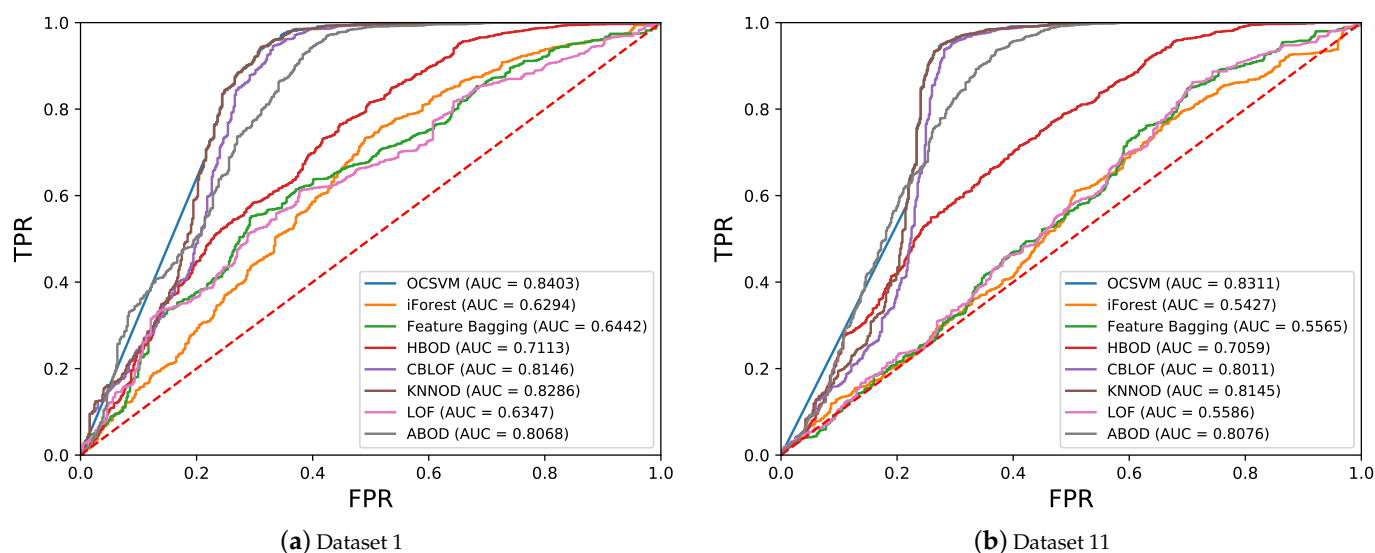 1.0
0.8
0.6
0.4
0.2
0.0
TPR
OCSVM (AUC = 0.8403)
iForest (AUC = 0.6294)
Feature Bagging (AUC = 0.6442)
HBOD (AUC = 0.7113)
CBLOF (AUC = 0.8146)
KNNOD (AUC = 0.8286)
LOF (AUC = 0.6347)
ABOD (AUC = 0.8068)
0.0 0.2 0.4 0.6 0.8 1.0
FPR
(a) Dataset 1
1.0
0.8
0.6
0.4
0.2
0.0
TPR
OCSVM (AUC = 0.8311)
iForest (AUC = 0.5427)
Feature Bagging (AUC = 0.5565)
HBOD (AUC = 0.7059)
CBLOF (AUC = 0.8011)
KNNOD (AUC = 0.8145)
LOF (AUC = 0.5586)
ABOD (AUC = 0.8076)
0.0 0.2 0.4 0.6 0.8 1.0
FPR
(b) Dataset 11